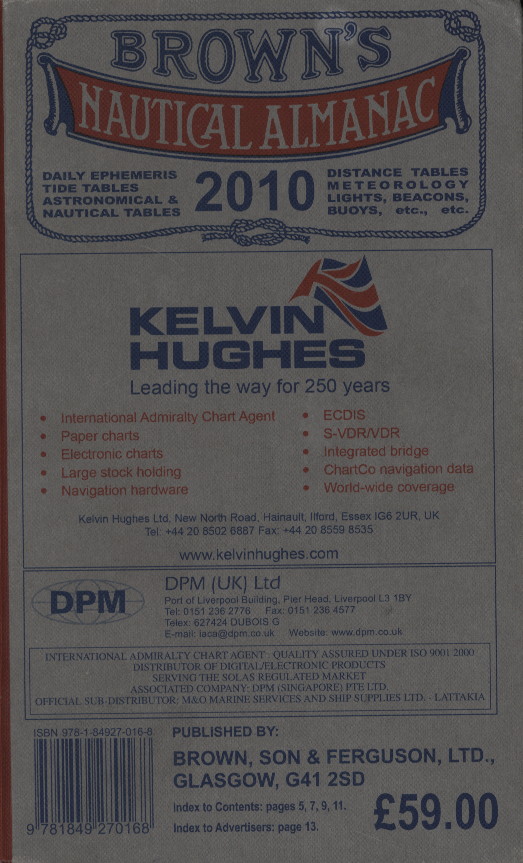 BROWN'S
NAUTICAL ALMANAC
DAILY EPHEMERIS
TIDE TABLES
ASTRONOMICAL &
NAUTICAL TABLES
2010
DISTANCE TABLES
METEOROLOGY
LIGHTS, BEACONS,
BUOYS, etc., etc.
KELVIN
HUGHES
Leading the way for 250 years
• International Admiralty Chart Agent
• Paper charts
• Electronic charts
• Large stock holding
• Navigation hardware
• ECDIS
• S-VDR/VDR
• Integrated bridge
• ChartCo navigation data
• World-wide coverage
Kelvin Hughes Ltd, New North Road, Hainault, Ilford, Essex IG6 2UR, UK
Tel: +44 20 8502 6887 Fax: +44 20 8559 8535
www.kelvinhughes.com
DPM
DPM (UK) Ltd
Port of Liverpool Building, Pier Head, Liverpool L3 1BY
Tel: 0151 236 2776 Fax: 0151 236 4577
Telex: 627424 DUBOIS G
E-mail: iaca@dpm.co.uk Website: www.dpm.co.uk
INTERNATIONAL ADMIRALTY CHART AGENT : QUALITY ASSURED UNDER ISO 9001 2000
DISTRIBUTOR OF DIGITAL/ELECTRONIC PRODUCTS
SERVING THE SOLAS REGULATED MARKET
ASSOCIATED COMPANY: DPM (SINGAPORE) PTE LTD.
OFFICIAL SUB-DISTRIBUTOR: M&O MARINE SERVICES AND SHIP SUPPLIES LTD. - LATTAKIA
ISBN 978-1-84927-016-8
9 781849 270168
PUBLISHED BY:
BROWN, SON & FERGUSON, LTD.,
GLASGOW, G41 2SD
Index to Contents: pages 5, 7, 9, 11.
Index to Advertisers: page 13.
£59.00